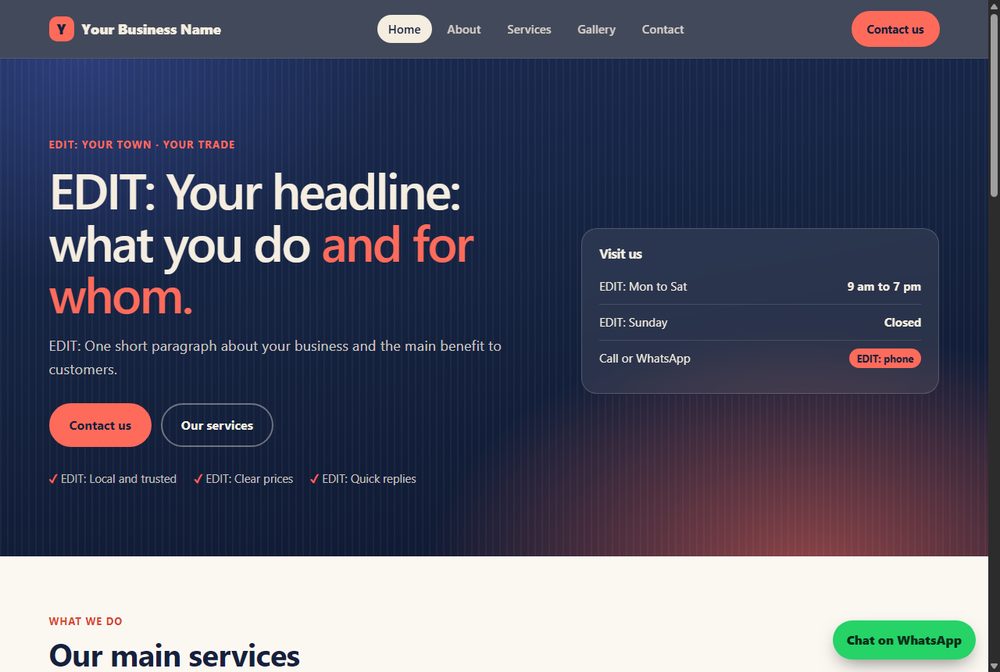 Y Your Business Name
Home About Services Gallery Contact
Contact us
EDIT: YOUR TOWN · YOUR TRADE
EDIT: Your headline:
what you do and for
whom.
EDIT: One short paragraph about your business and the main benefit to
customers.
Contact us Our services
✓ EDIT: Local and trusted ✓ EDIT: Clear prices ✓ EDIT: Quick replies
Visit us
EDIT: Mon to Sat 9 am to 7 pm
EDIT: Sunday Closed
Call or WhatsApp EDIT: phone
WHAT WE DO
Our main services
Chat on WhatsApp